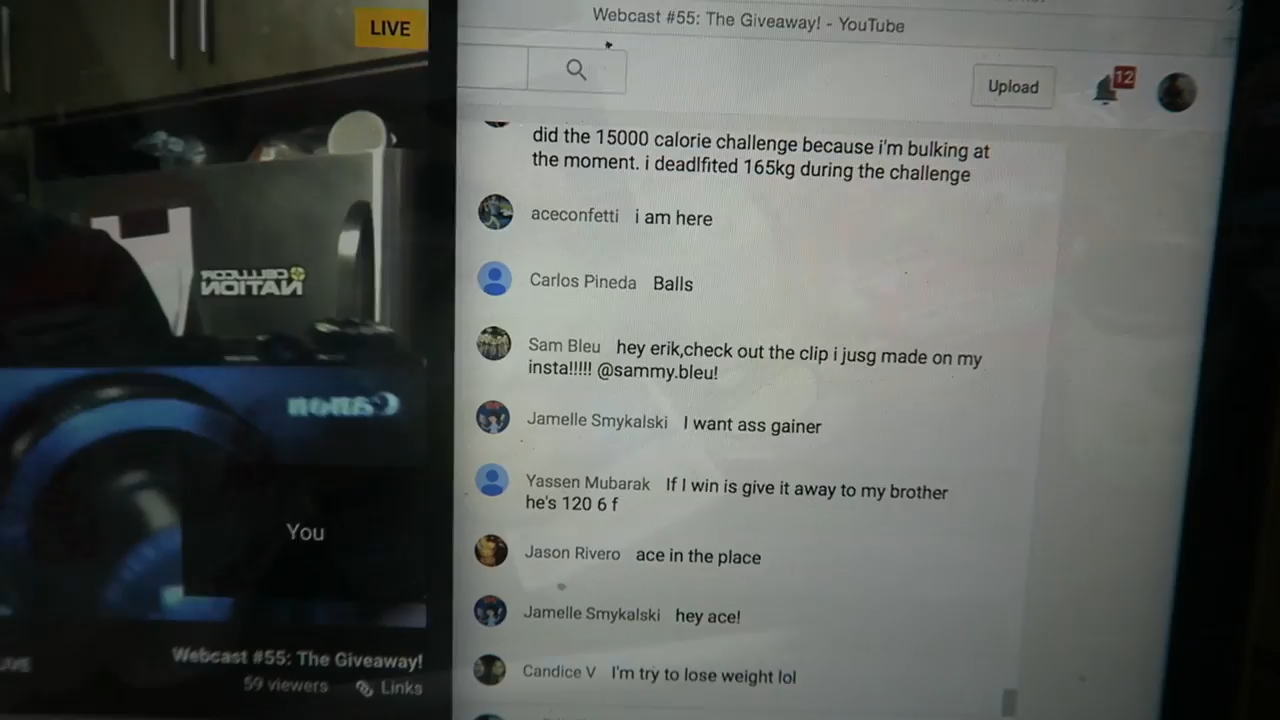 LIVE
Webcast #55: The Giveaway! - YouTube
Upload
12
did the 15000 calorie challenge because i'm bulking at
the moment. i deadlfited 165kg during the challenge
aceconfetti i am here
Carlos Pineda Balls
Sam Bleu hey erik,check out the clip i jusg made on my
insta!!!!! @sammy.bleu!
Jamelle Smykalski I want ass gainer
Yassen Mubarak If I win is give it away to my brother
he's 120 6 f
Jason Rivero ace in the place
Jamelle Smykalski hey ace!
Candice V I'm try to lose weight lol
CELLUCOR
NATION
Canon
You
Webcast #55: The Giveaway!
59 viewers Links